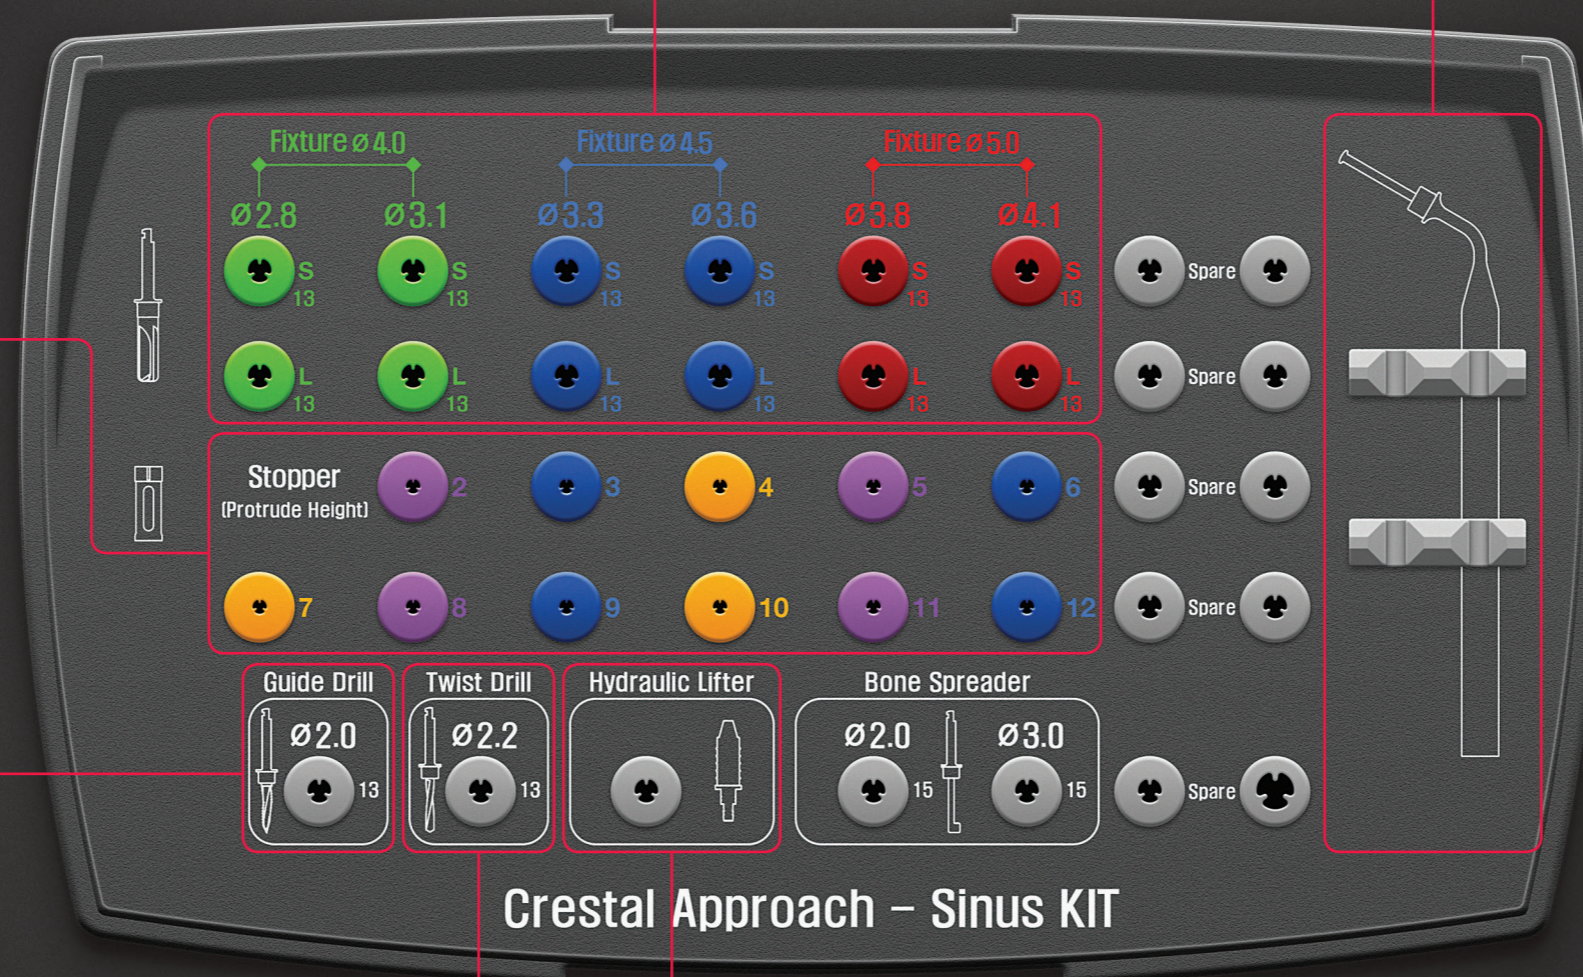 Fixture ø 4.0 Fixture ø 4.5 Fixture ø 5.0
ø2.8 ø3.1 ø3.3 ø3.6 ø3.8 ø4.1
S S S S S S Spare
13 13 13 13 13 13
L L L L L L Spare
13 13 13 13 13 13
Stopper 2 3 4 5 6 Spare
(Protrude Height)
7 8 9 10 11 12 Spare
Guide Drill Twist Drill Hydraulic Lifter Bone Spreader
ø2.0 ø2.2 ø2.0 ø3.0
13 13 15 15 Spare
Crestal Approach – Sinus KIT